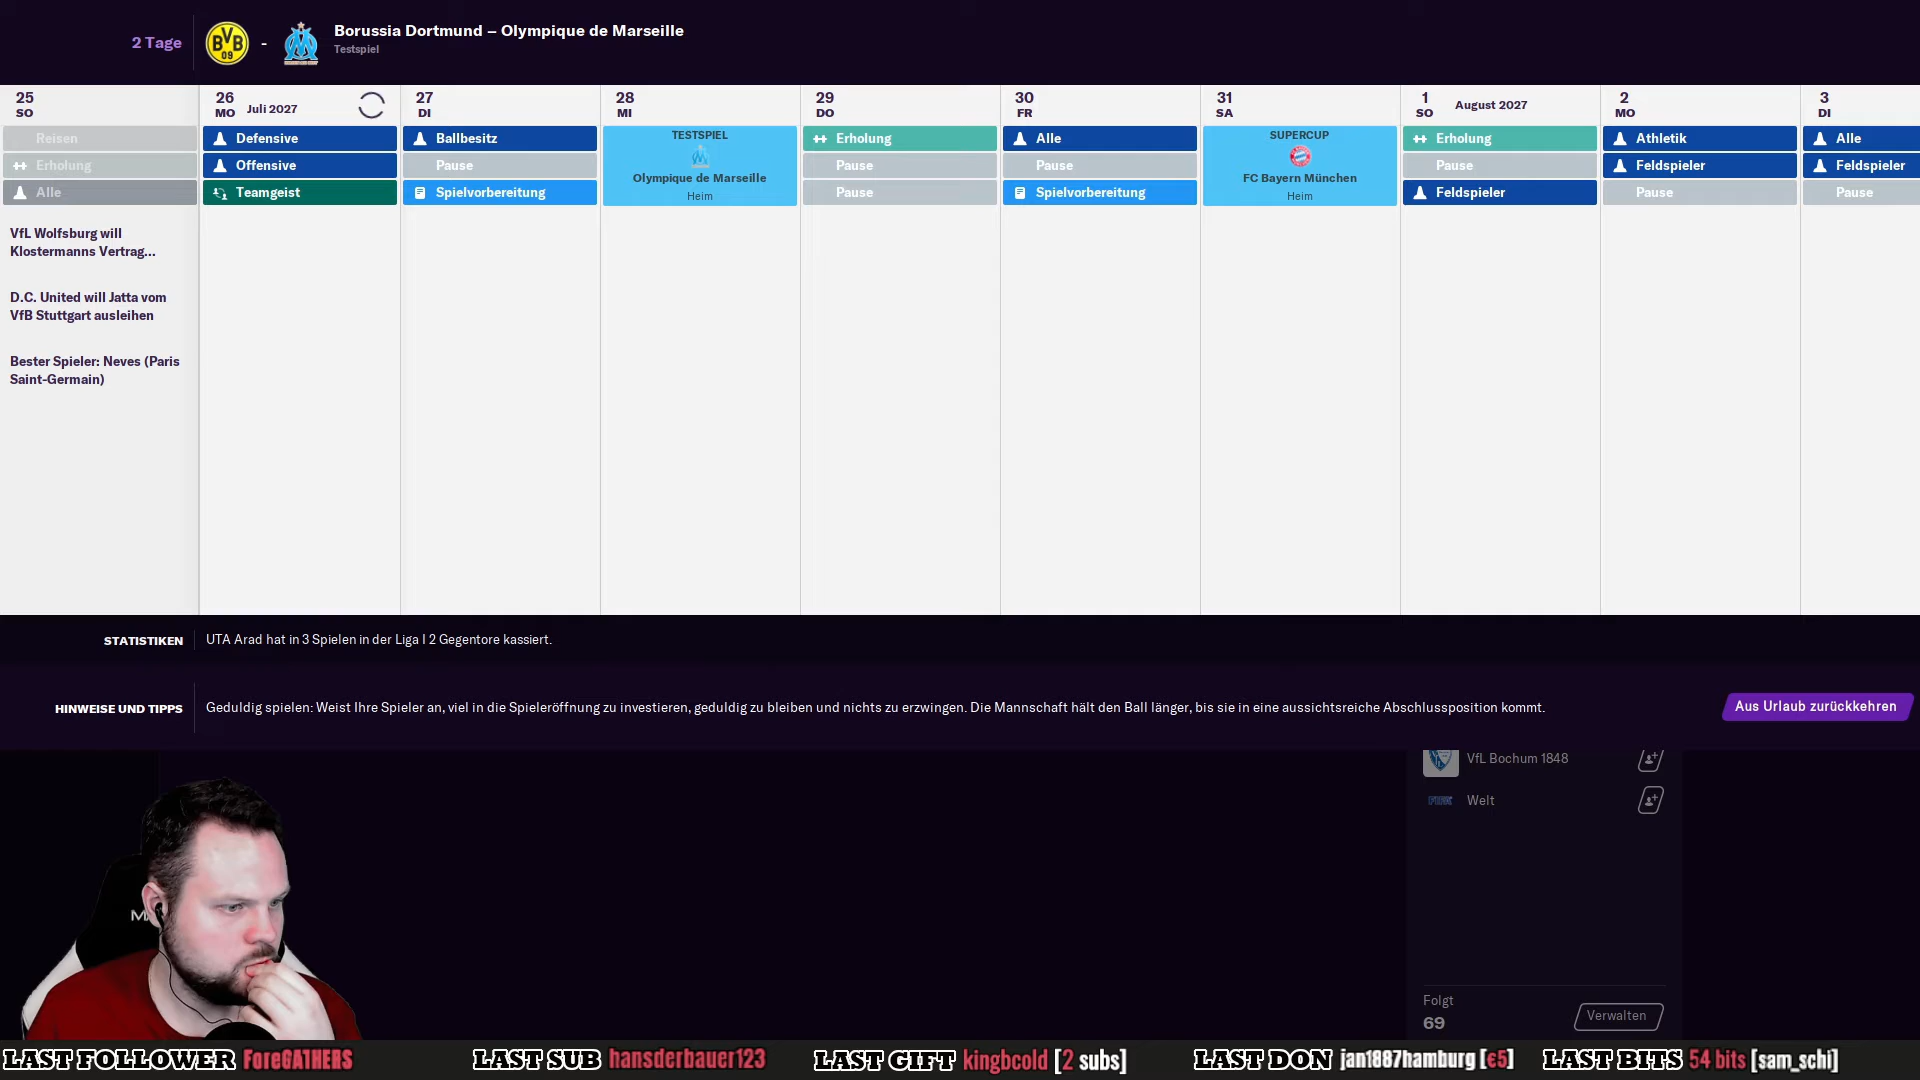 2 Tage
BVB 09
-
Borussia Dortmund – Olympique de Marseille
Testspiel
25 SO
26 MO Juli 2027
27 DI
28 MI
29 DO
30 FR
31 SA
1 SO August 2027
2 MO
3 DI
Reisen
Erholung
Alle
Defensive
Offensive
Teamgeist
Ballbesitz
Pause
Spielvorbereitung
TESTSPIEL
Olympique de Marseille
Heim
Erholung
Pause
Pause
Alle
Pause
Spielvorbereitung
SUPERCUP
FC Bayern München
Heim
Erholung
Pause
Feldspieler
Athletik
Feldspieler
Pause
Alle
Feldspieler
Pause
VfL Wolfsburg will
Klostermanns Vertrag...
D.C. United will Jatta vom
VfB Stuttgart ausleihen
Bester Spieler: Neves (Paris
Saint-Germain)
STATISTIKEN
UTA Arad hat in 3 Spielen in der Liga I 2 Gegentore kassiert.
HINWEISE UND TIPPS
Geduldig spielen: Weist Ihre Spieler an, viel in die Spieleröffnung zu investieren, geduldig zu bleiben und nichts zu erzwingen. Die Mannschaft hält den Ball länger, bis sie in eine aussichtsreiche Abschlussposition kommt.
Aus Urlaub zurückkehren
VfL Bochum 1848
FIFA
Welt
Folgt
69
Verwalten
LAST FOLLOWER ForeGATHERS
LAST SUB hansderbauer123
LAST GIFT kingbcold [2 subs]
LAST DON jan1887hamburg [€5]
LAST BITS 54 bits [sam_schi]